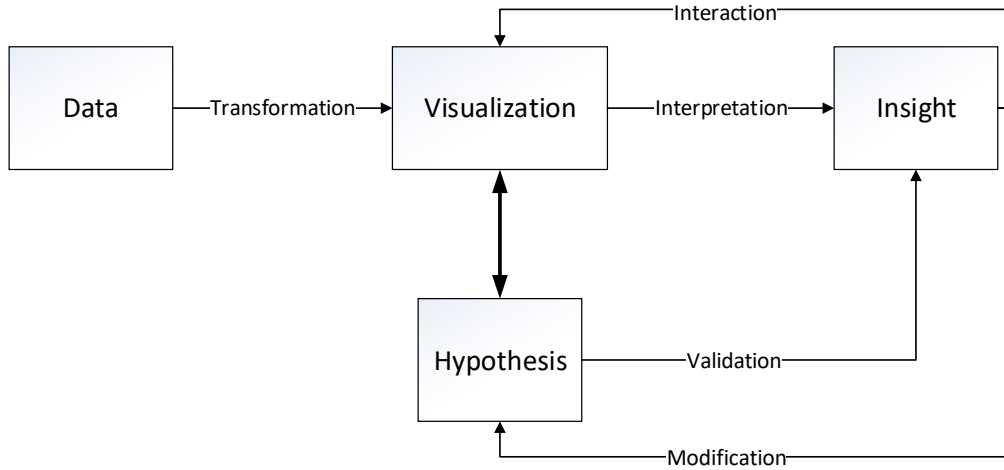 Interaction
Data
Transformation
Visualization
Interpretation
Insight
Hypothesis
Validation
Modification